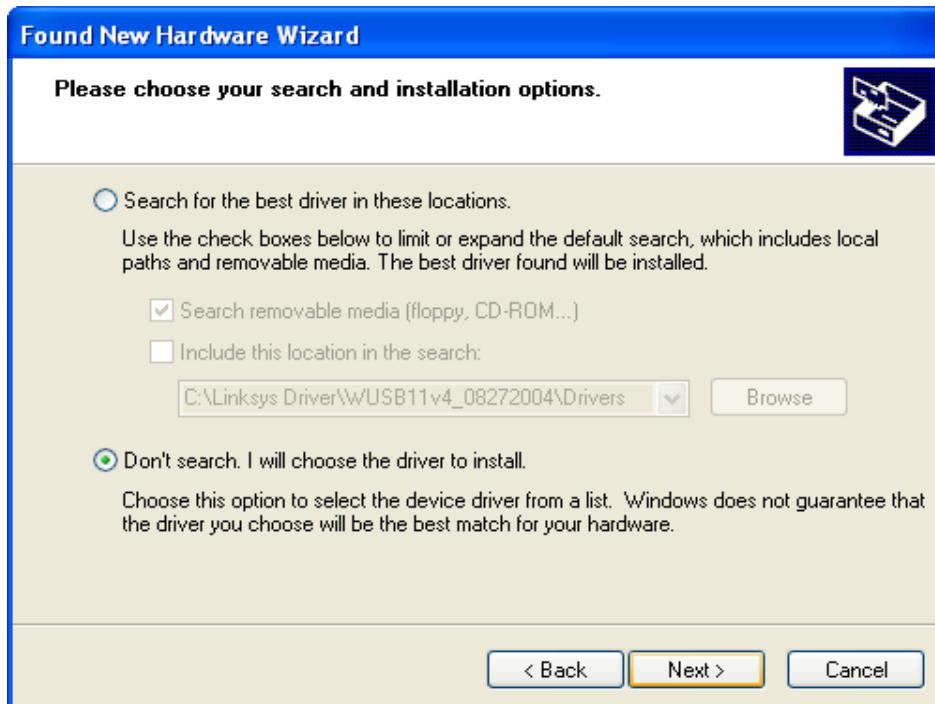 Found New Hardware Wizard
Please choose your search and installation options.
Search for the best driver in these locations.
Use the check boxes below to limit or expand the default search, which includes local
paths and removable media. The best driver found will be installed.
Search removable media (floppy, CD-ROM...)
Include this location in the search:
C:\Linksys Driver\WUSB11v4_08272004\Drivers
Browse
Don't search. I will choose the driver to install.
Choose this option to select the device driver from a list.  Windows does not guarantee that
the driver you choose will be the best match for your hardware.
< Back
Next >
Cancel